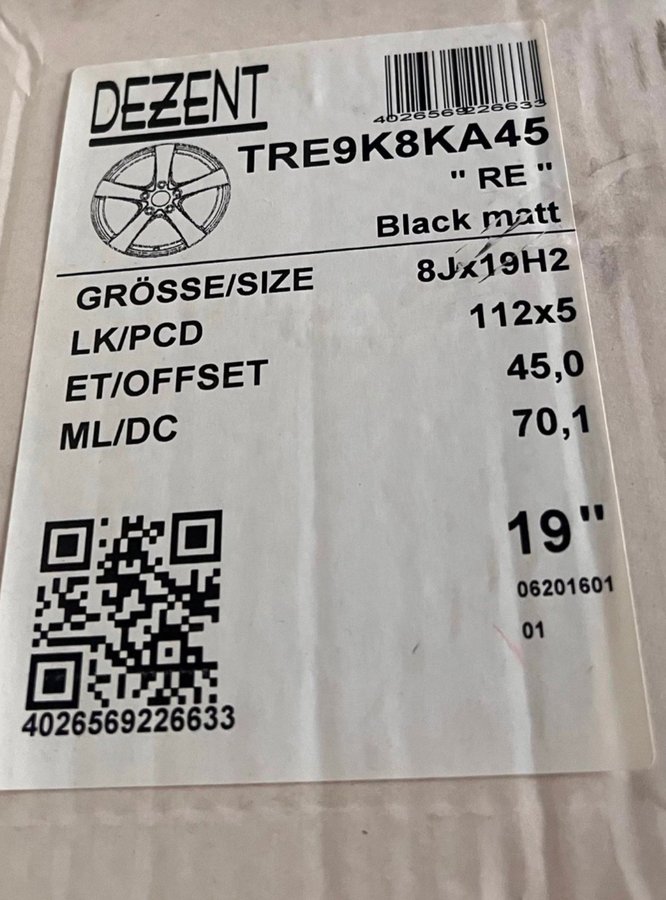 DEZENT
4026569226633
TRE9K8KA45
" RE "
Black matt
GRÖSSE/SIZE 8Jx19H2
LK/PCD 112x5
ET/OFFSET 45,0
ML/DC 70,1
19"
06201601
01
4026569226633